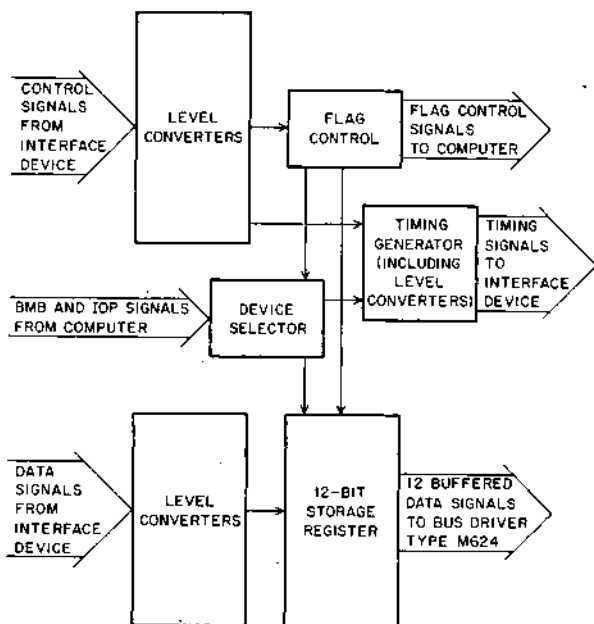 CONTROL
SIGNALS
FROM
INTERFACE
DEVICE
LEVEL
CONVERTERS
FLAG
CONTROL
FLAG CONTROL
SIGNALS
TO COMPUTER
TIMING
GENERATOR
(INCLUDING
LEVEL
CONVERTERS)
TIMING
SIGNALS
TO
INTERFACE
DEVICE
BMB AND IOP SIGNALS
FROM COMPUTER
DEVICE
SELECTOR
DATA
SIGNALS
FROM
INTERFACE
DEVICE
LEVEL
CONVERTERS
12-BIT
STORAGE
REGISTER
12 BUFFERED
DATA SIGNALS
TO BUS DRIVER
TYPE M624